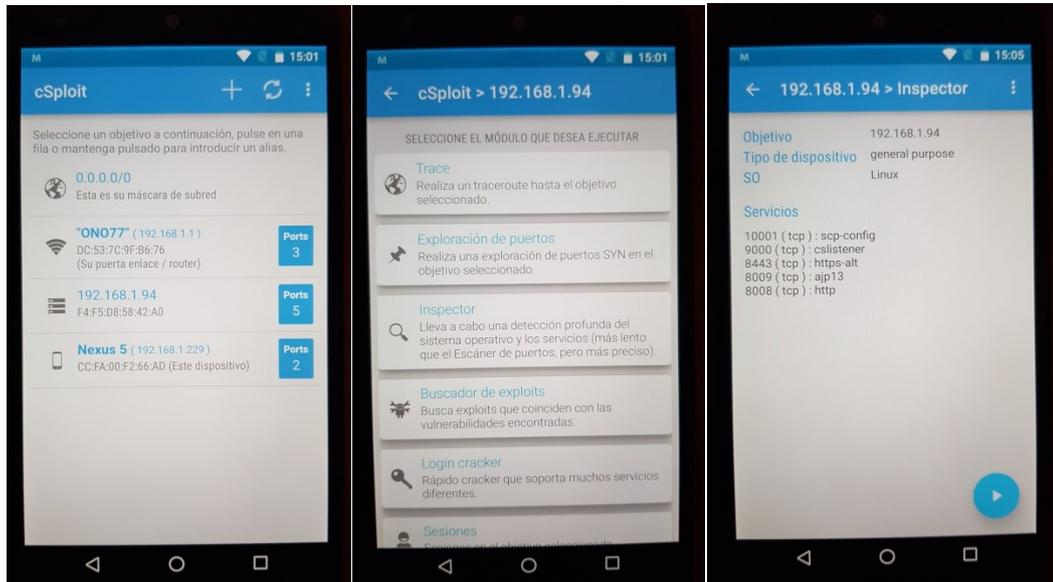 M
15:01
cSploit
Seleccione un objetivo a continuación, pulse en una
fila o mantenga pulsado para introducir un alias.
0.0.0.0/0
Esta es su máscara de subred
"ONO77" ( 192.168.1.1 )
DC:53:7C:9F:B6:76
(Su puerta enlace / router)
Ports
3
192.168.1.94
F4:F5:D8:58:42:A0
Ports
5
Nexus 5 ( 192.168.1.229 )
CC:FA:00:F2:66:AD (Este dispositivo)
Ports
2
M
15:01
cSploit > 192.168.1.94
SELECCIONE EL MÓDULO QUE DESEA EJECUTAR
Trace
Realiza un traceroute hasta el objetivo
seleccionado.
Exploración de puertos
Realiza una exploración de puertos SYN en el
objetivo seleccionado.
Inspector
Lleva a cabo una detección profunda del
sistema operativo y los servicios (más lento
que el Escáner de puertos, pero más preciso).
Buscador de exploits
Busca exploits que coinciden con las
vulnerabilidades encontradas.
Login cracker
Rápido cracker que soporta muchos servicios
diferentes.
Sesiones
Sesiones en el objetivo seleccionado
M
15:05
192.168.1.94 > Inspector
Objetivo 192.168.1.94
Tipo de dispositivo general purpose
SO Linux
Servicios
10001 ( tcp ) : scp-config
9000 ( tcp ) : cslistener
8443 ( tcp ) : https-alt
8009 ( tcp ) : ajp13
8008 ( tcp ) : http